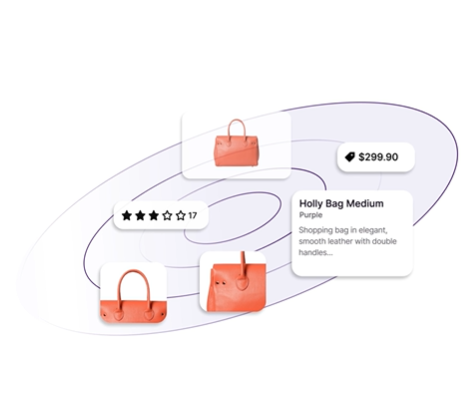 $299.90
Holly Bag Medium
Purple
Shopping bag in elegant,
smooth leather with double
handles...
17